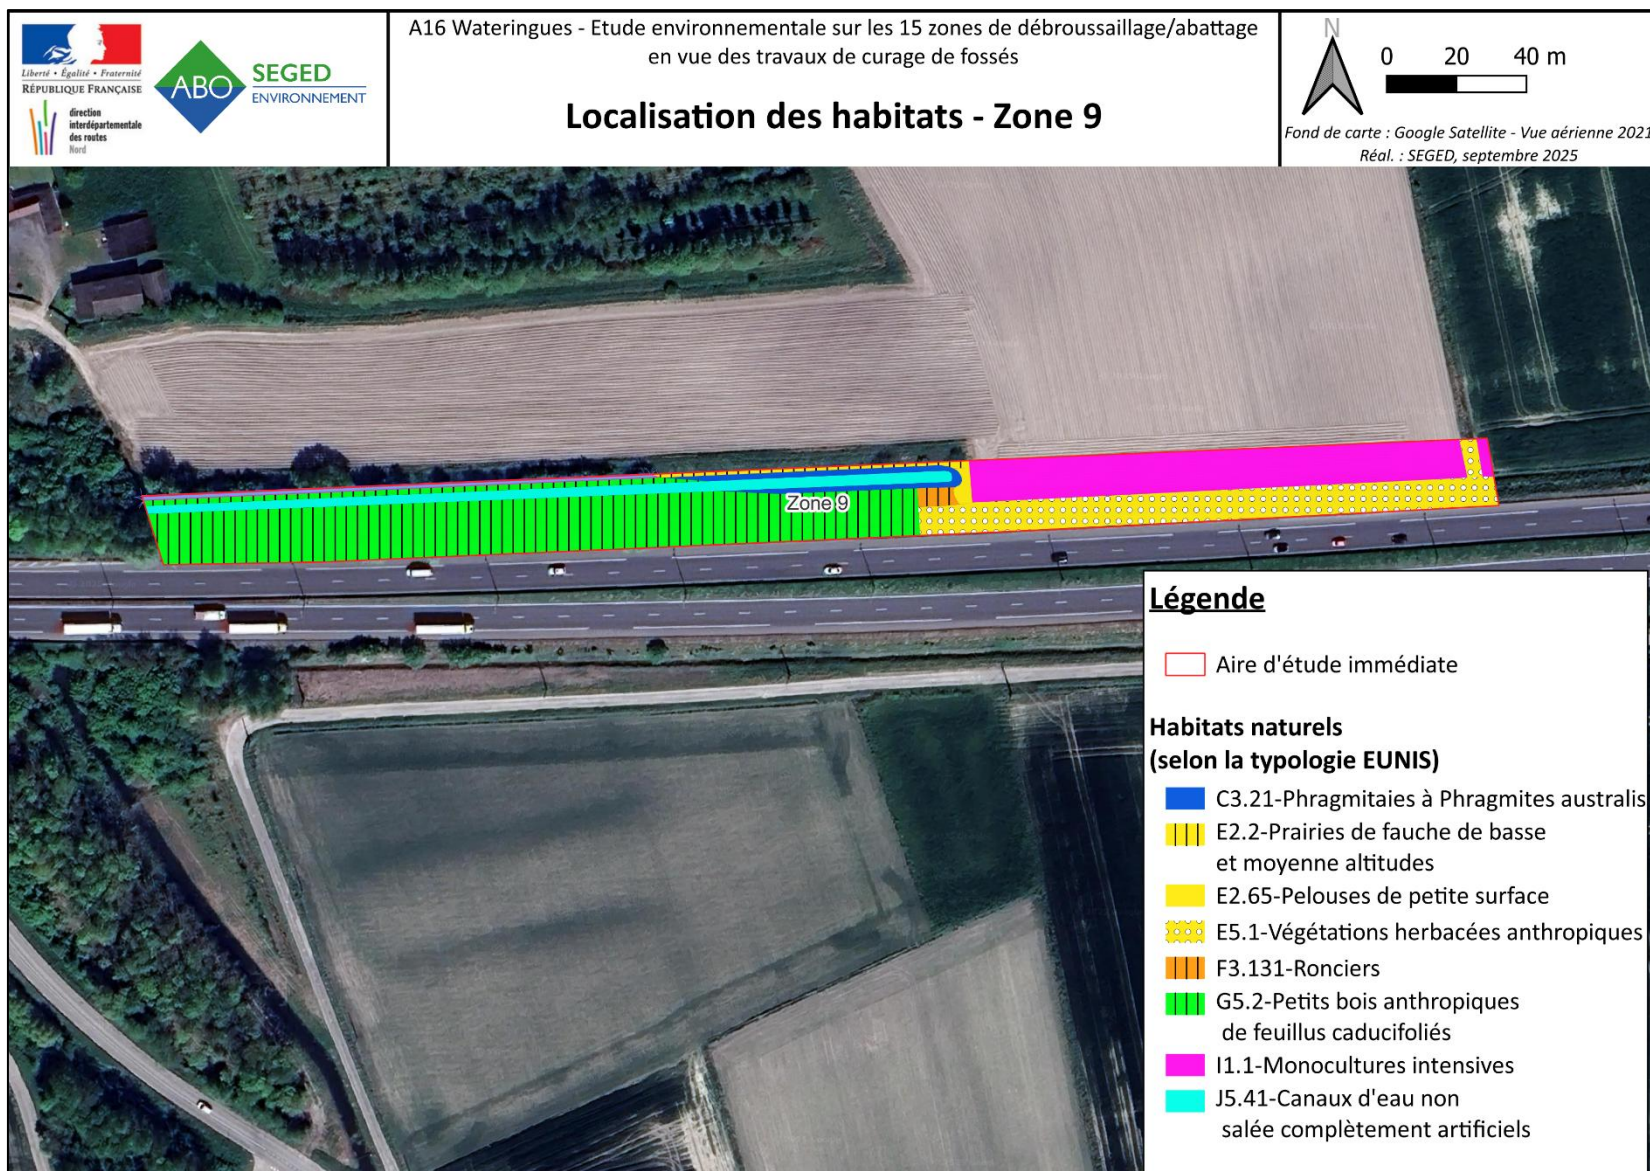 Liberté • Égalité • Fraternité
RÉPUBLIQUE FRANÇAISE
direction
interdépartementale
des routes
Nord
ABO
SEGED
ENVIRONNEMENT
A16 Wateringues - Etude environnementale sur les 15 zones de débroussaillage/abattage
en vue des travaux de curage de fossés
Localisation des habitats - Zone 9
N
0 20 40 m
Fond de carte : Google Satellite - Vue aérienne 2021
Réal. : SEGED, septembre 2025
Zone 9
Légende
Aire d'étude immédiate
Habitats naturels
(selon la typologie EUNIS)
C3.21-Phragmitaies à Phragmites australis
E2.2-Prairies de fauche de basse
et moyenne altitudes
E2.65-Pelouses de petite surface
E5.1-Végétations herbacées anthropiques
F3.131-Ronciers
G5.2-Petits bois anthropiques
de feuillus caducifoliés
I1.1-Monocultures intensives
J5.41-Canaux d'eau non
salée complètement artificiels